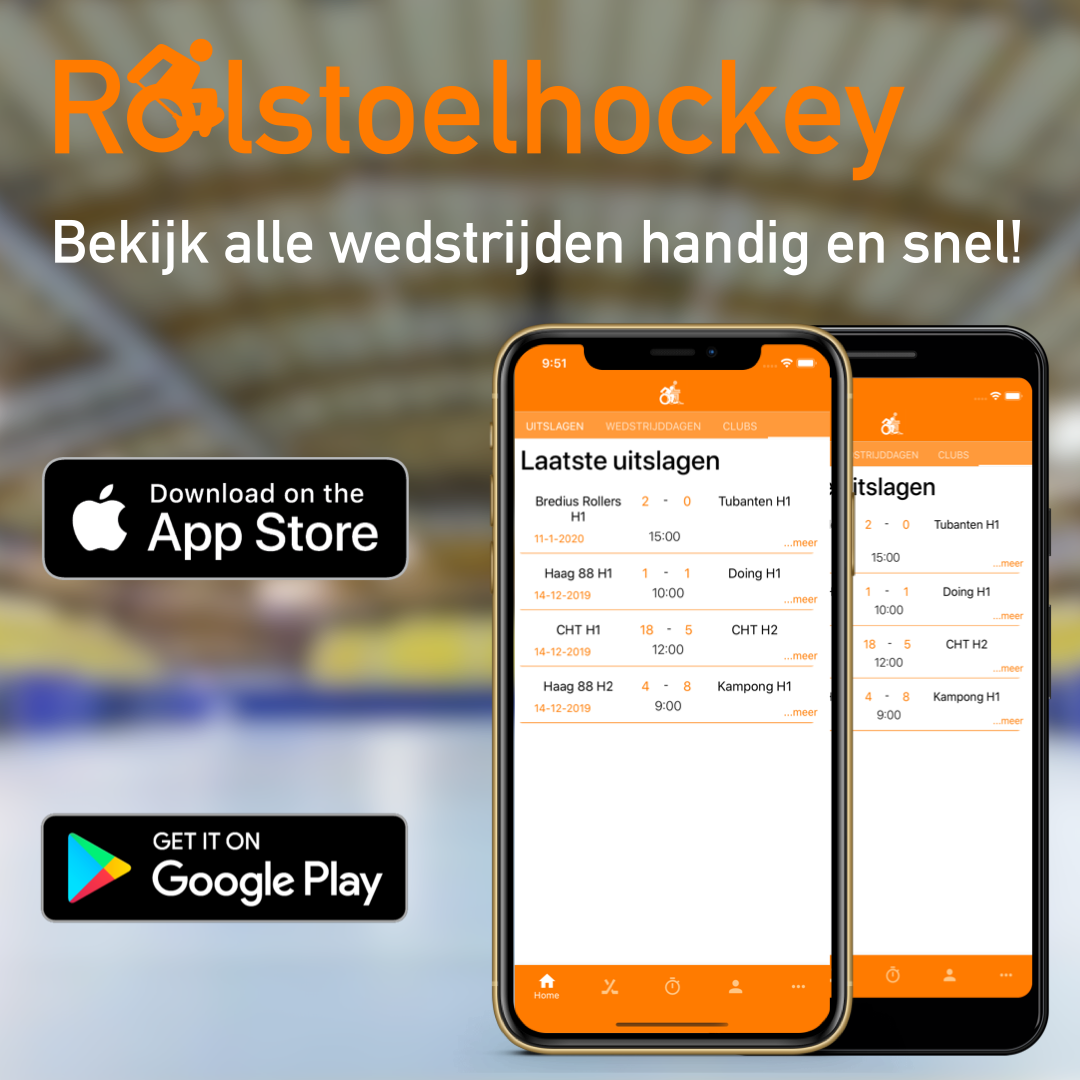 Rolstoelhockey
Bekijk alle wedstrijden handig en snel!
Download on the
App Store
GET IT ON
Google Play
9:51
UITSLAGEN WEDSTRIJDDAGEN CLUBS
Laatste uitslagen
Bredius Rollers 2 - 0 Tubanten H1
H1
11-1-2020 15:00 ...meer
Haag 88 H1 1 - 1 Doing H1
14-12-2019 10:00 ...meer
CHT H1 18 - 5 CHT H2
14-12-2019 12:00 ...meer
Haag 88 H2 4 - 8 Kampong H1
14-12-2019 9:00 ...meer
Home
STRIJDDAGEN CLUBS
itslagen
2 - 0 Tubanten H1
15:00 ...meer
1 - 1 Doing H1
10:00 ...meer
18 - 5 CHT H2
12:00 ...meer
4 - 8 Kampong H1
9:00 ...meer